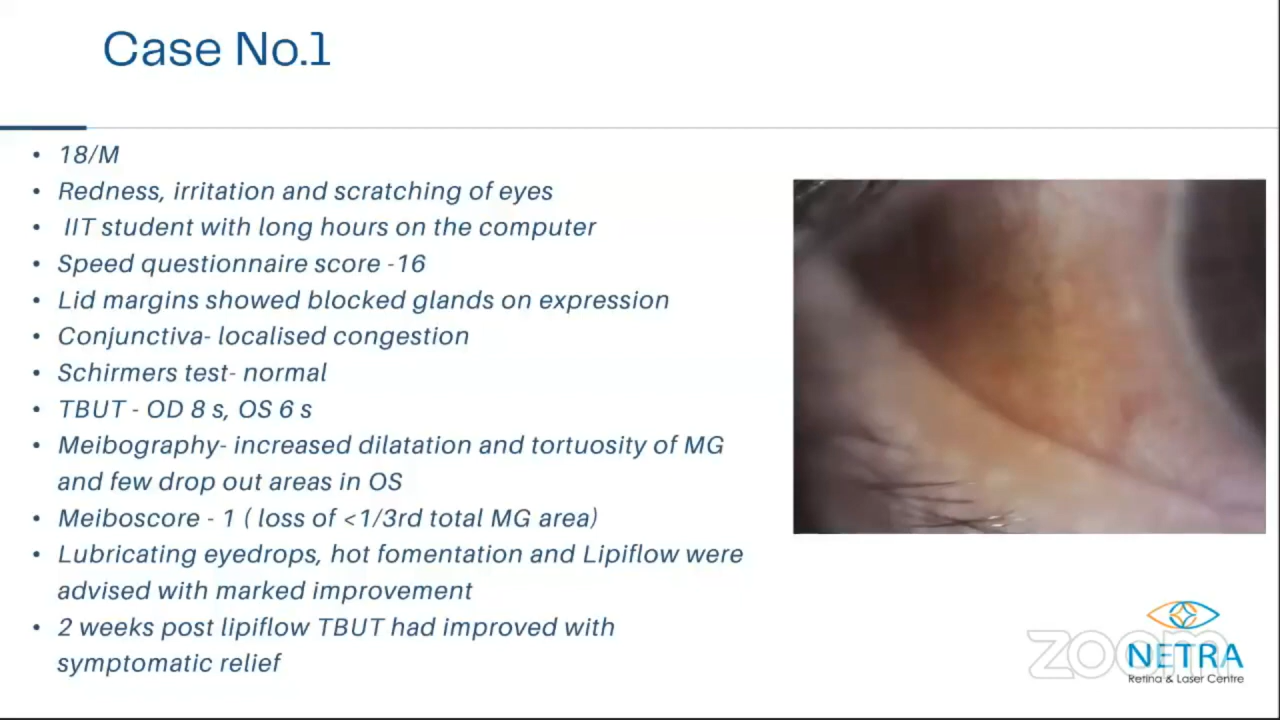 Case No.1
• 18/M
• Redness, irritation and scratching of eyes
• IIT student with long hours on the computer
• Speed questionnaire score -16
• Lid margins showed blocked glands on expression
• Conjunctiva- localised congestion
• Schirmers test- normal
• TBUT - OD 8 s, OS 6 s
• Meibography- increased dilatation and tortuosity of MG
and few drop out areas in OS
• Meiboscore - 1 ( loss of <1/3rd total MG area)
• Lubricating eyedrops, hot fomentation and Lipiflow were
advised with marked improvement
• 2 weeks post lipiflow TBUT had improved with
symptomatic relief
zoom
NETRA
Retina & Laser Centre